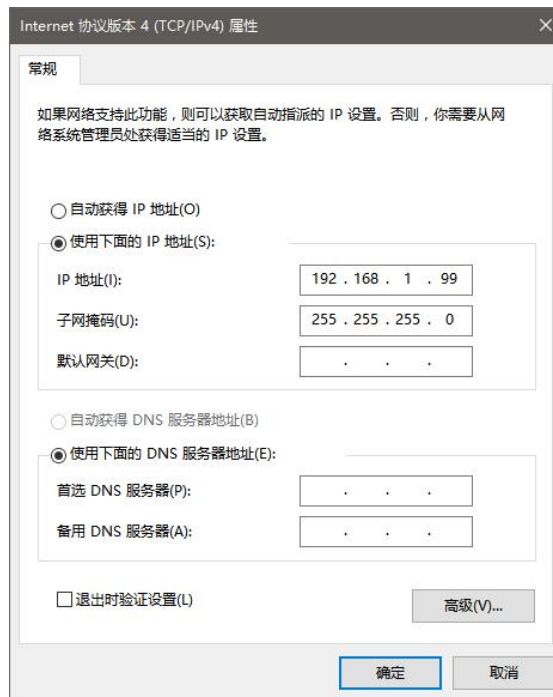 Internet 协议版本 4 (TCP/IPv4) 属性
常规
如果网络支持此功能，则可以获取自动指派的 IP 设置。否则，你需要从网
络系统管理员处获得适当的 IP 设置。
自动获得 IP 地址(O)
使用下面的 IP 地址(S):
IP 地址(I): 192 . 168 . 1 . 99
子网掩码(U): 255 . 255 . 255 . 0
默认网关(D): . . .
自动获得 DNS 服务器地址(B)
使用下面的 DNS 服务器地址(E):
首选 DNS 服务器(P): . . .
备用 DNS 服务器(A): . . .
退出时验证设置(L)
高级(V)...
确定 取消